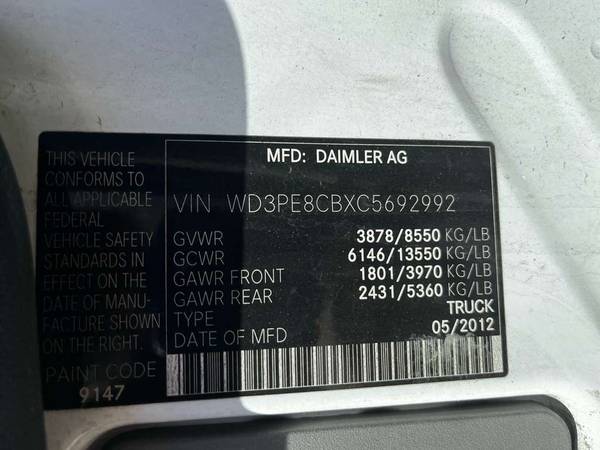 THIS VEHICLE
CONFORMS TO
ALL APPLICABLE
FEDERAL
VEHICLE SAFETY
STANDARDS IN
EFFECT ON THE
DATE OF MANU-
FACTURE SHOWN
ON THE RIGHT.
PAINT CODE
9147
MFD: DAIMLER AG
VIN WD3PE8CBXC5692992
GVWR 3878/8550 KG/LB
GCWR 6146/13550 KG/LB
GAWR FRONT 1801/3970 KG/LB
GAWR REAR 2431/5360 KG/LB
TYPE TRUCK
DATE OF MFD 05/2012